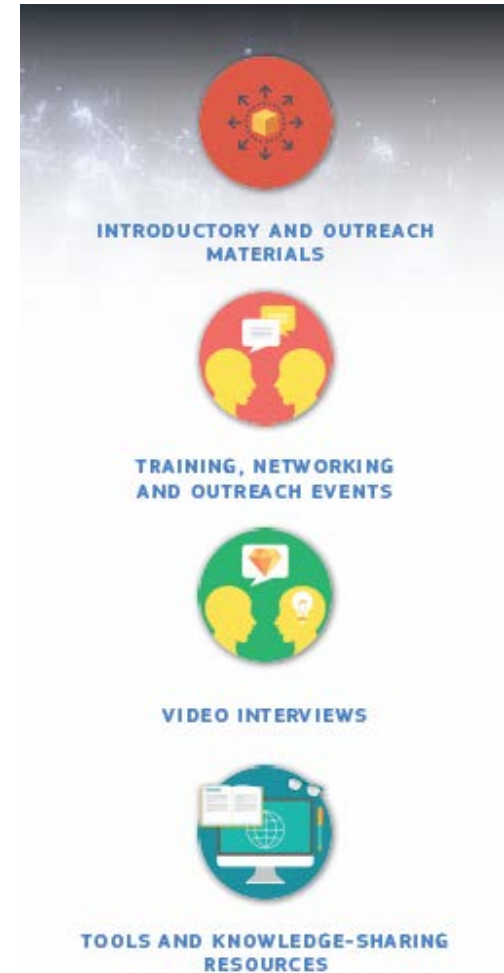 INTRODUCTORY AND OUTREACH
MATERIALS
TRAINING, NETWORKING
AND OUTREACH EVENTS
VIDEO INTERVIEWS
TOOLS AND KNOWLEDGE-SHARING
RESOURCES